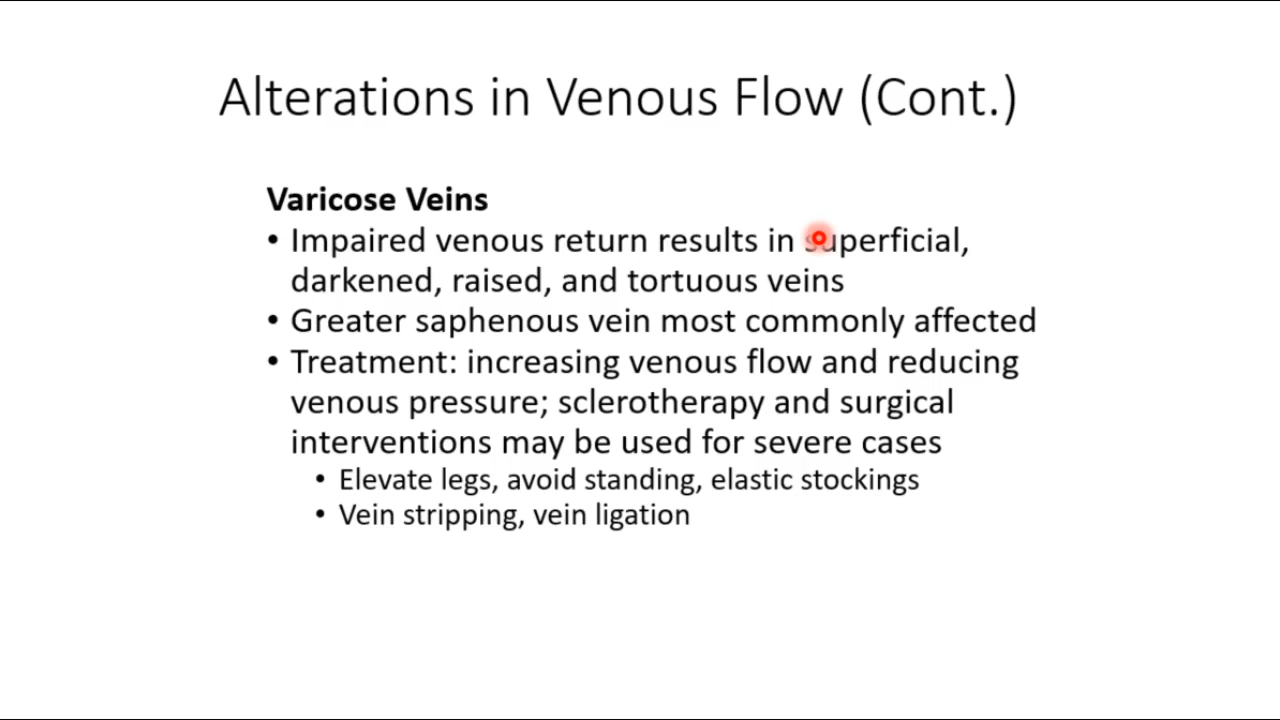 Alterations in Venous Flow (Cont.)
Varicose Veins
• Impaired venous return results in superficial,
darkened, raised, and tortuous veins
• Greater saphenous vein most commonly affected
• Treatment: increasing venous flow and reducing
venous pressure; sclerotherapy and surgical
interventions may be used for severe cases
• Elevate legs, avoid standing, elastic stockings
• Vein stripping, vein ligation